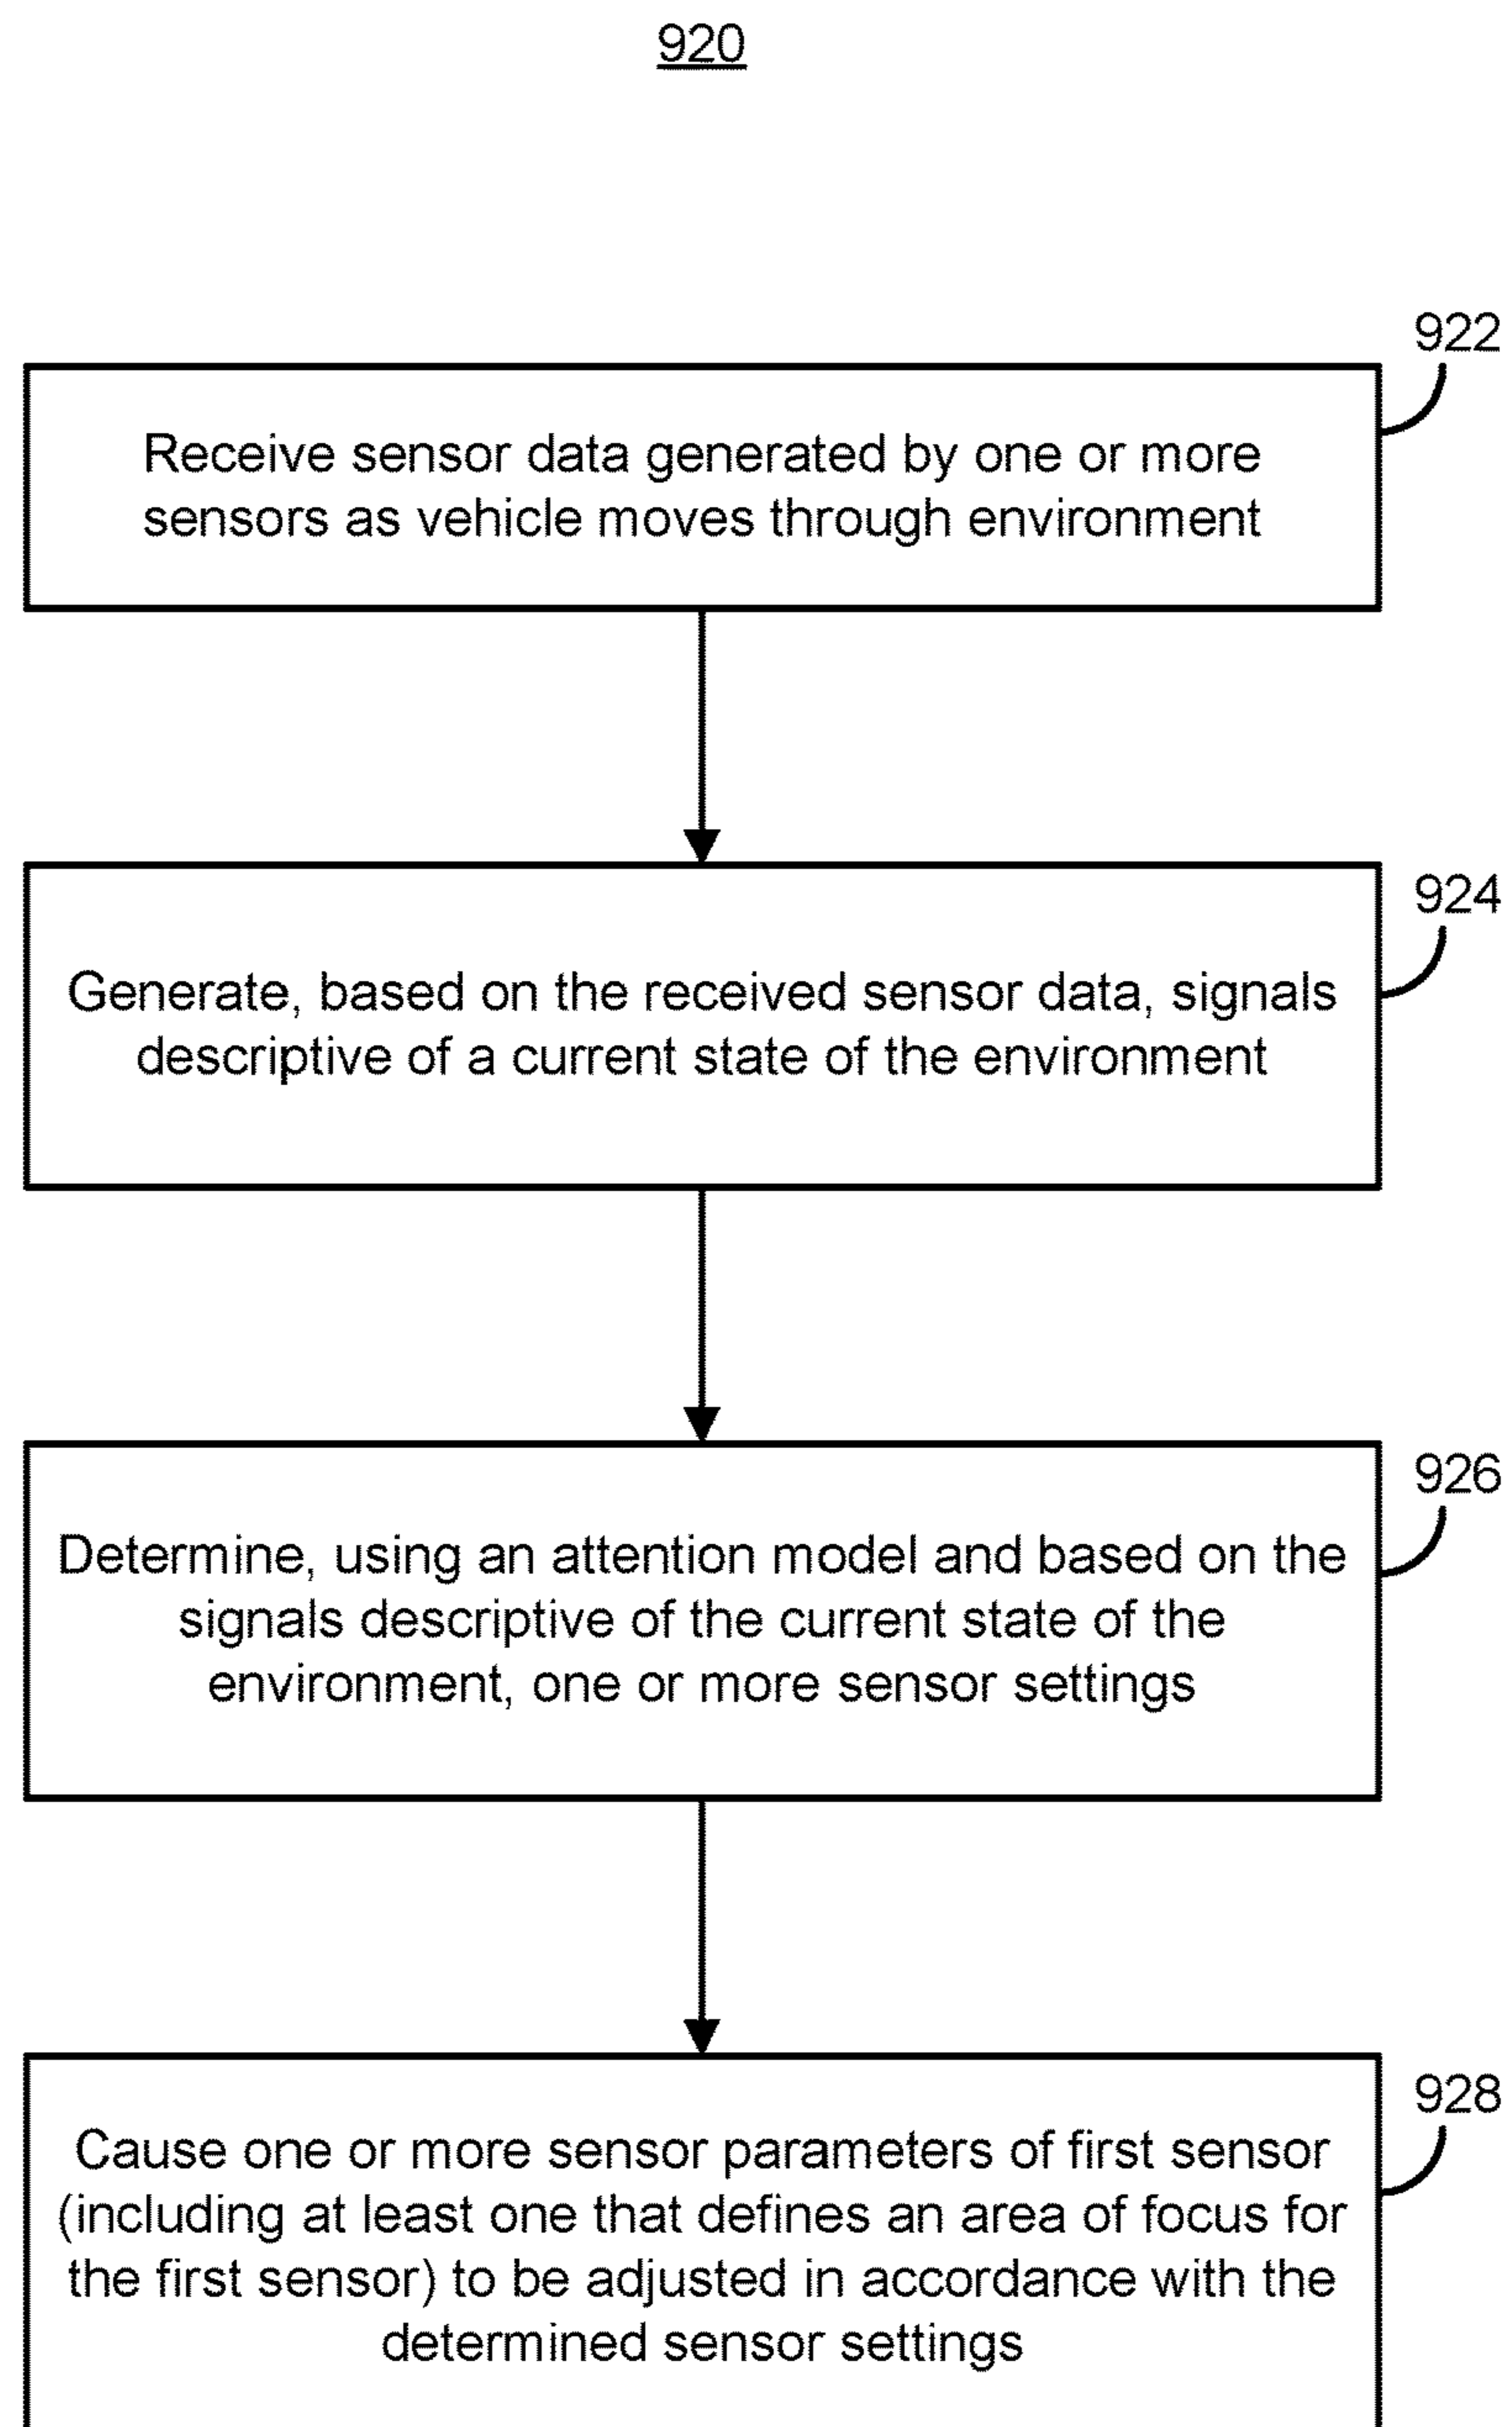 920
922
Receive sensor data generated by one or more
sensors as vehicle moves through environment
924
Generate, based on the received sensor data, signals
descriptive of a current state of the environment
926
Determine, using an attention model and based on the
signals descriptive of the current state of the
environment, one or more sensor settings
928
Cause one or more sensor parameters of first sensor
(including at least one that defines an area of focus for
the first sensor) to be adjusted in accordance with the
determined sensor settings